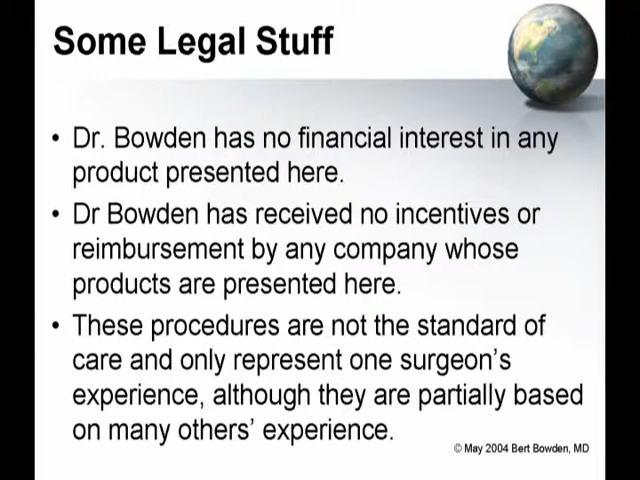 Some Legal Stuff
• Dr. Bowden has no financial interest in any
product presented here.
• Dr Bowden has received no incentives or
reimbursement by any company whose
products are presented here.
• These procedures are not the standard of
care and only represent one surgeon's
experience, although they are partially based
on many others' experience.
© May 2004 Bert Bowden, MD